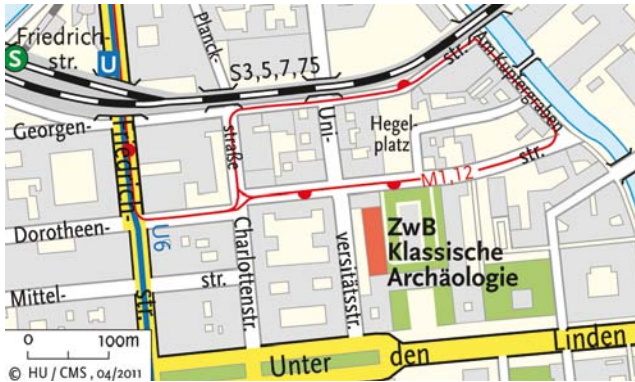 Friedrich-
str.
S
U
Planck-
straße
S3,5,7,75
str.
Am Kupfergraben
Georgen-
Friedrich-
str.
Uni-
versitätsstr.
Hegel-
platz
M1,12
str.
Dorotheen-
U6
Charlottenstr.
ZwB
Klassische
Archäologie
Mittel-
str.
0 100m
Unter den Linden
© HU / CMS , 04/2011